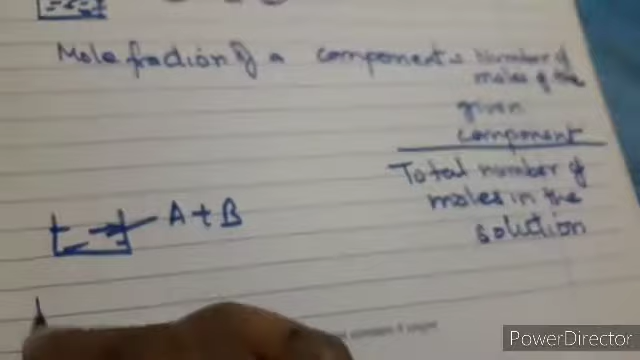 Mole fraction of a component = Number of
moles of the
given
component
Total number of
moles in the
solution
A + B
PowerDirector